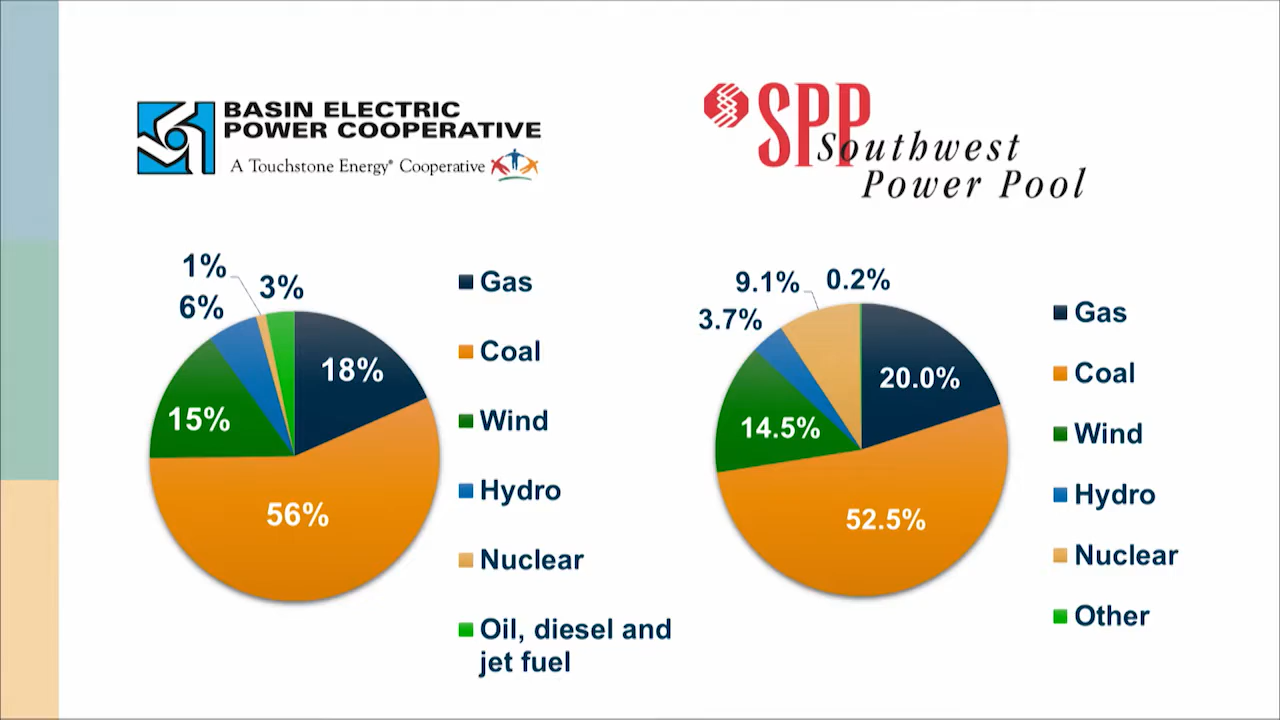 BASIN ELECTRIC
POWER COOPERATIVE
A Touchstone Energy® Cooperative
SPP
Southwest
Power Pool
1%
3%
6%
18%
15%
56%
Gas
Coal
Wind
Hydro
Nuclear
Oil, diesel and
jet fuel
9.1%
0.2%
3.7%
20.0%
14.5%
52.5%
Gas
Coal
Wind
Hydro
Nuclear
Other